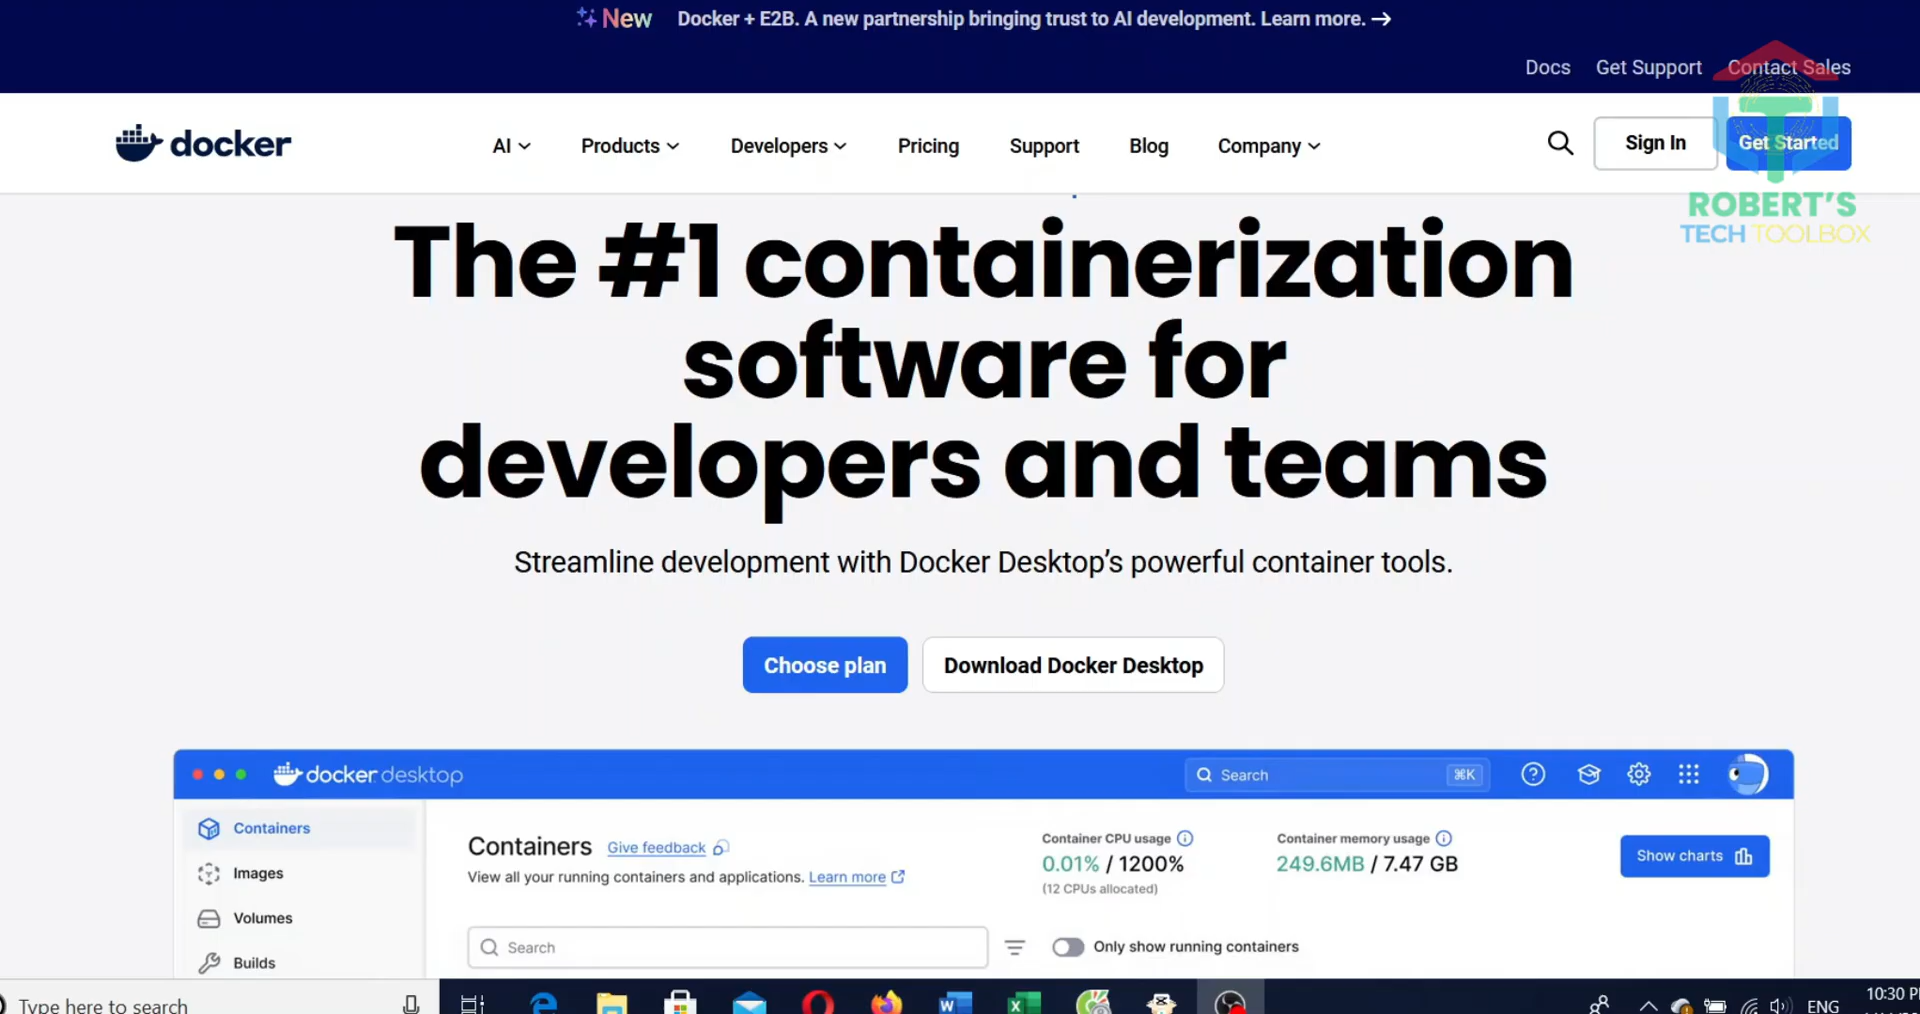 New Docker + E2B. A new partnership bringing trust to AI development. Learn more. →
Docs Get Support Contact Sales
docker AI Products Developers Pricing Support Blog Company Sign In Get Started
ROBERT'S
TECH TOOLBOX
The #1 containerization
software for
developers and teams
Streamline development with Docker Desktop's powerful container tools.
Choose plan Download Docker Desktop
docker desktop Search ⌘K
Containers
Images
Volumes
Builds
Containers Give feedback
View all your running containers and applications. Learn more
Container CPU usage
0.01% / 1200%
(12 CPUs allocated)
Container memory usage
249.6MB / 7.47 GB
Show charts
Search Only show running containers
Type here to search ENG 10:30